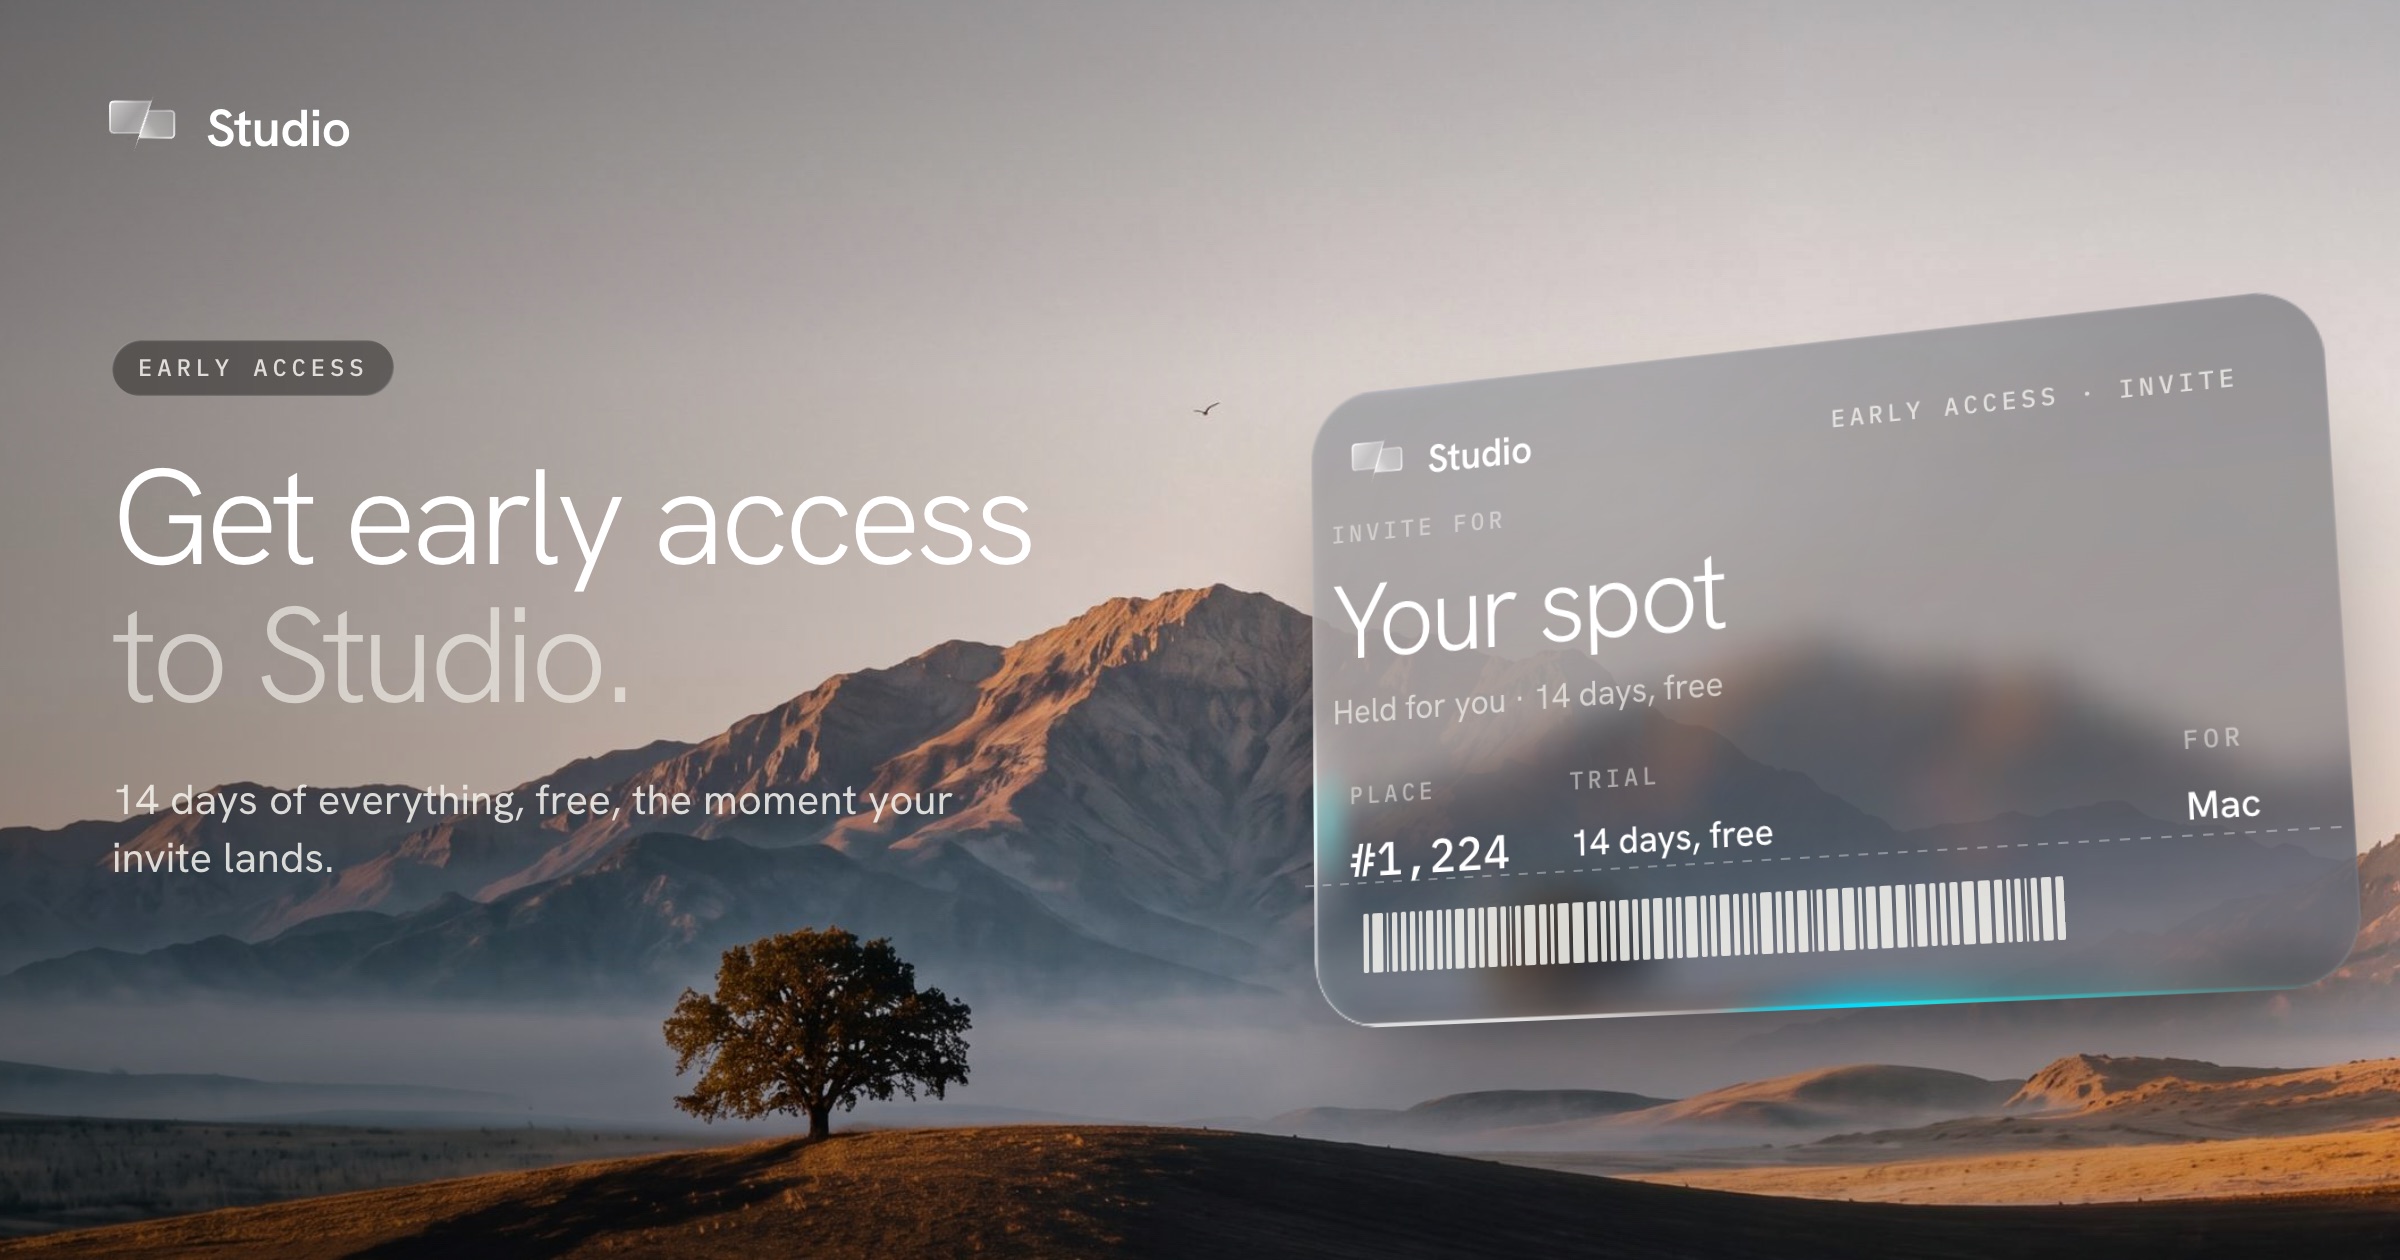 Studio
EARLY ACCESS
Get early access
to Studio.
14 days of everything, free, the moment your
invite lands.
Studio
EARLY ACCESS · INVITE
INVITE FOR
Your spot
Held for you · 14 days, free
PLACE
#1,224
TRIAL
14 days, free
FOR
Mac